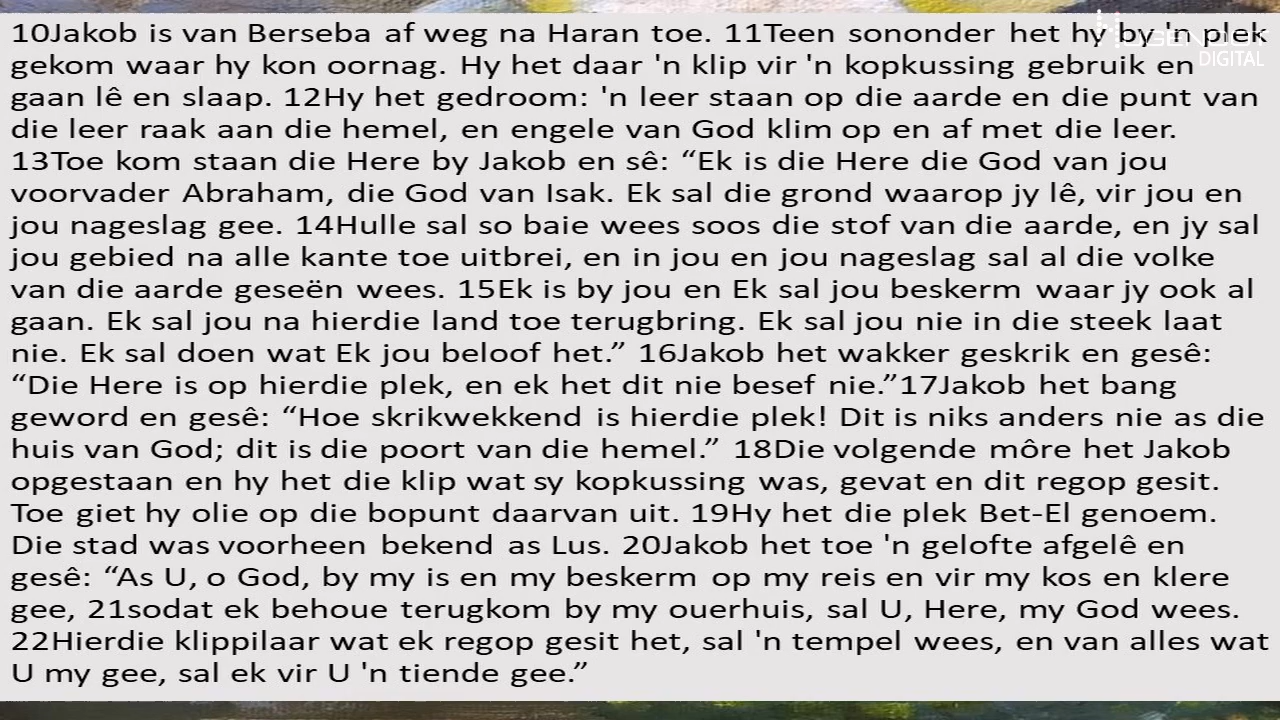 10Jakob is van Berseba af weg na Haran toe. 11Teen sononder het hy by 'n plek
gekom waar hy kon oornag. Hy het daar 'n klip vir 'n kopkussing gebruik en
gaan lê en slaap. 12Hy het gedroom: 'n leer staan op die aarde en die punt van
die leer raak aan die hemel, en engele van God klim op en af met die leer.
13Toe kom staan die Here by Jakob en sê: “Ek is die Here die God van jou
voorvader Abraham, die God van Isak. Ek sal die grond waarop jy lê, vir jou en
jou nageslag gee. 14Hulle sal so baie wees soos die stof van die aarde, en jy sal
jou gebied na alle kante toe uitbrei, en in jou en jou nageslag sal al die volke
van die aarde geseën wees. 15Ek is by jou en Ek sal jou beskerm waar jy ook al
gaan. Ek sal jou na hierdie land toe terugbring. Ek sal jou nie in die steek laat
nie. Ek sal doen wat Ek jou beloof het.” 16Jakob het wakker geskrik en gesê:
“Die Here is op hierdie plek, en ek het dit nie besef nie.”17Jakob het bang
geword en gesê: “Hoe skrikwekkend is hierdie plek! Dit is niks anders nie as die
huis van God; dit is die poort van die hemel.” 18Die volgende môre het Jakob
opgestaan en hy het die klip wat sy kopkussing was, gevat en dit regop gesit.
Toe giet hy olie op die bopunt daarvan uit. 19Hy het die plek Bet-El genoem.
Die stad was voorheen bekend as Lus. 20Jakob het toe 'n gelofte afgelê en
gesê: “As U, o God, by my is en my beskerm op my reis en vir my kos en klere
gee, 21sodat ek behoue terugkom by my ouerhuis, sal U, Here, my God wees.
22Hierdie klippilaar wat ek regop gesit het, sal 'n tempel wees, en van alles wat
U my gee, sal ek vir U 'n tiende gee.”
DIGITAL